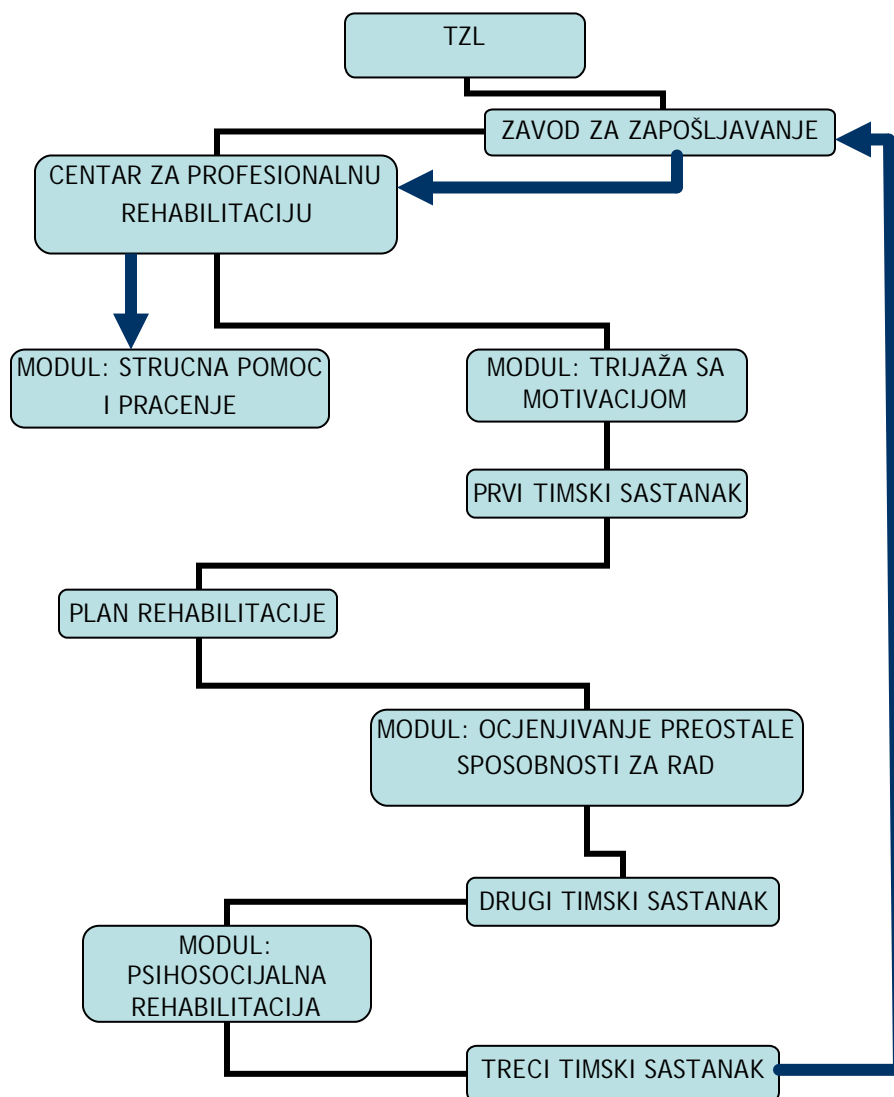 TZL
ZAVOD ZA ZAPOŠLJAVANJE
CENTAR ZA PROFESIONALNU
REHABILITACIJU
MODUL: STRUCNA POMOC
I PRACENJE
MODUL: TRIJAŽA SA
MOTIVACIJOM
PRVI TIMSKI SASTANAK
PLAN REHABILITACIJE
MODUL: OCJENJIVANJE PREOSTALE
SPOSOBNOSTI ZA RAD
DRUGI TIMSKI SASTANAK
MODUL:
PSIHOSOCIJALNA
REHABILITACIJA
TRECI TIMSKI SASTANAK